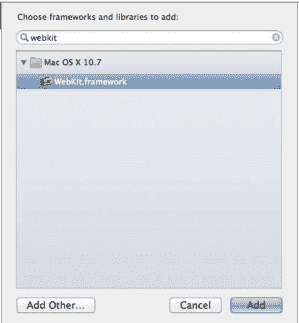 Choose frameworks and libraries to add:
webkit
Mac OS X 10.7
WebKit.framework
Add Other...
Cancel
Add